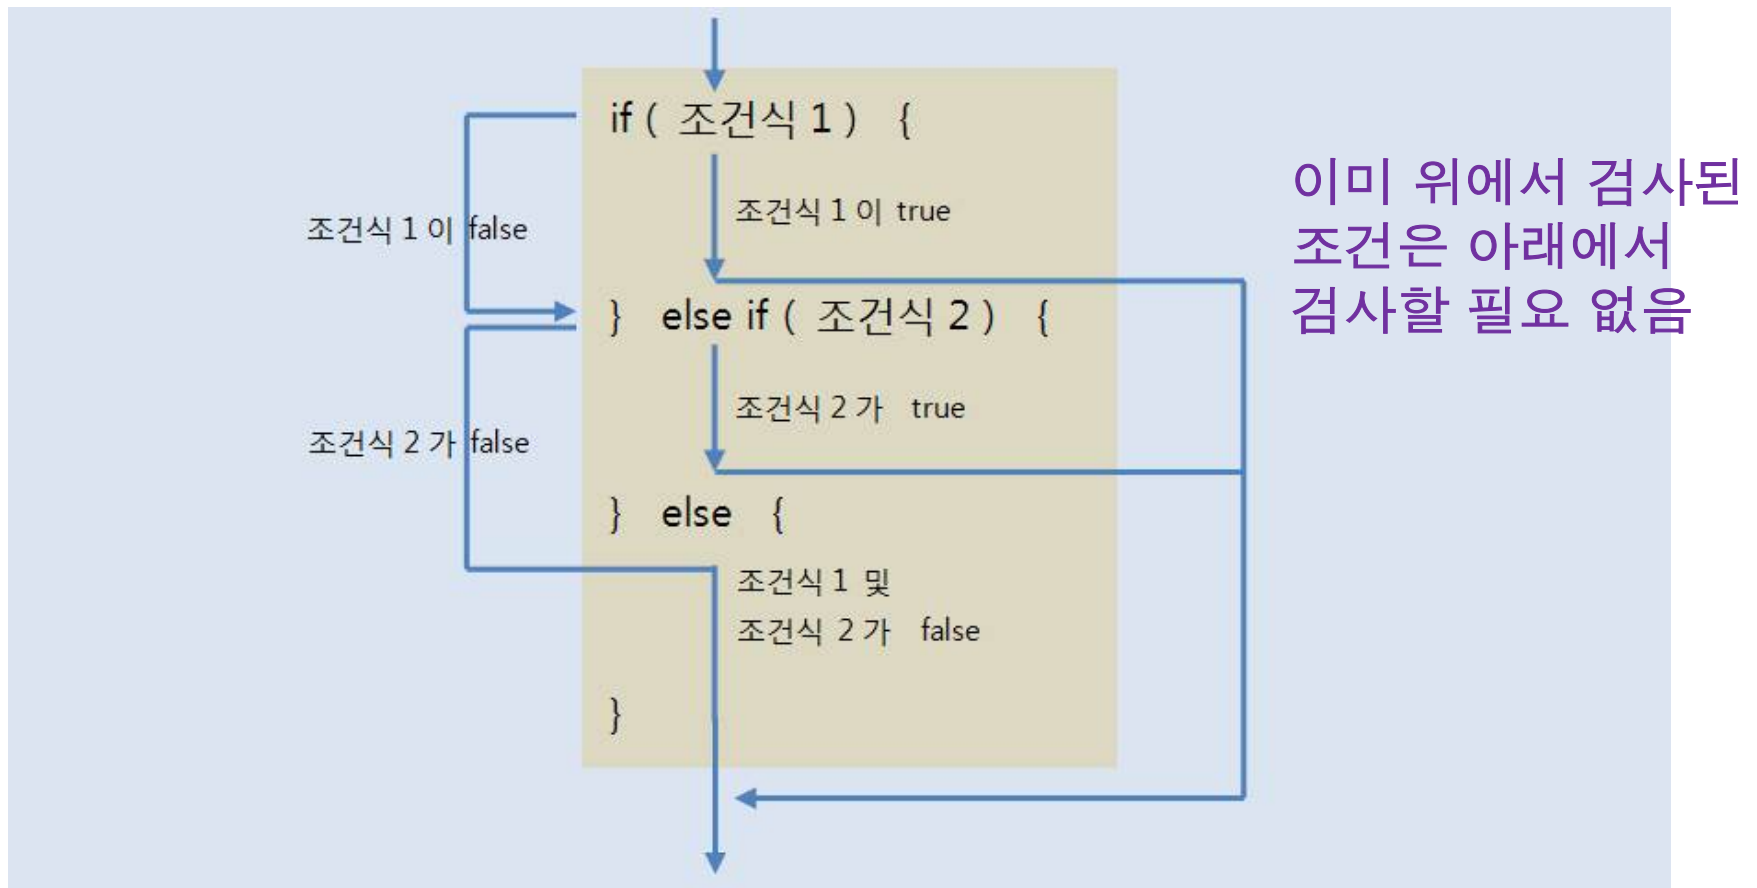 if ( 조건식 1 ) {
조건식 1 이 true
조건식 1 이 false
} else if ( 조건식 2 ) {
조건식 2 가 true
조건식 2 가 false
} else {
조건식 1 및
조건식 2 가 false
}
이미 위에서 검사된
조건은 아래에서
검사할 필요 없음